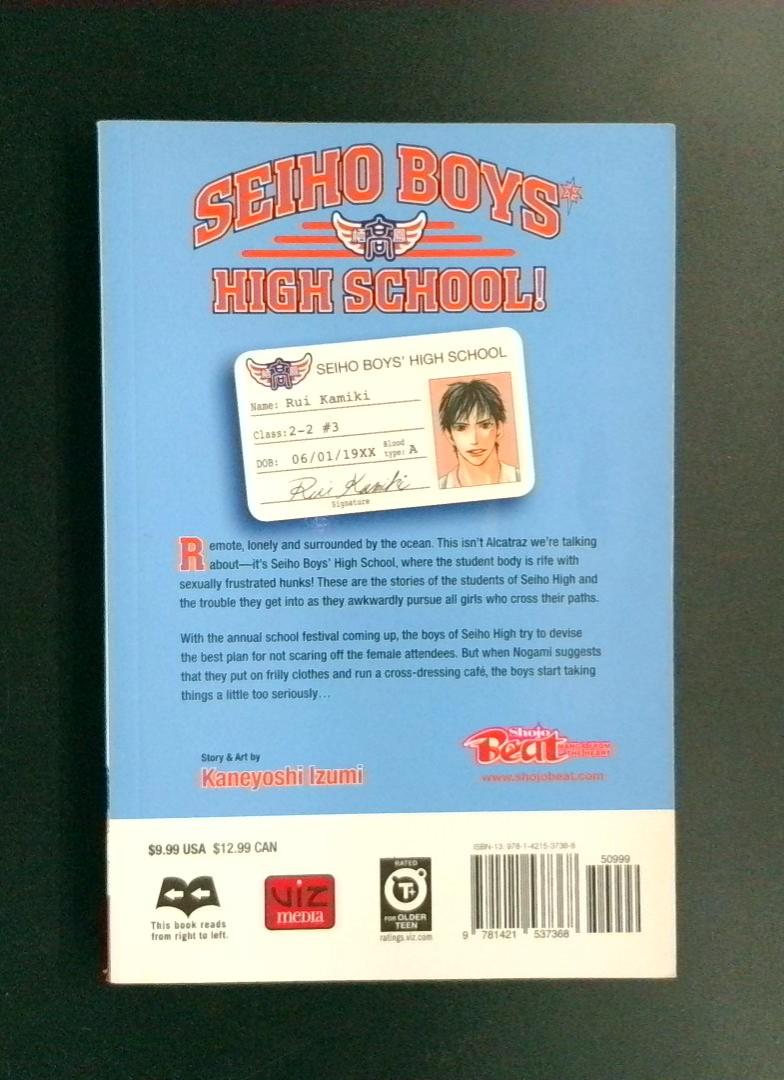 SEIHO BOYS'
高
HIGH SCHOOL!
高
SEIHO BOYS' HIGH SCHOOL
Name: Rui Kamiki
Class: 2-2 #3
DOB: 06/01/19XX Blood type: A
Rui Kamiki
Signature
Remote, lonely and surrounded by the ocean. This isn't Alcatraz we're talking
about—it's Seiho Boys' High School, where the student body is rife with
sexually frustrated hunks! These are the stories of the students of Seiho High and
the trouble they get into as they awkwardly pursue all girls who cross their paths.
With the annual school festival coming up, the boys of Seiho High try to devise
the best plan for not scaring off the female attendees. But when Nogami suggests
that they put on frilly clothes and run a cross-dressing café, the boys start taking
things a little too seriously...
Story & Art by
Kaneyoshi Izumi
Shojo
Beat
MANGA FROM
THE HEART
www.shojobeat.com
$9.99 USA $12.99 CAN
This book reads
from right to left.
VIZ
media
RATED
T+
FOR OLDER
TEEN
ratings.viz.com
ISBN-13: 978-1-4215-3736-8
50999
9 781421 537368